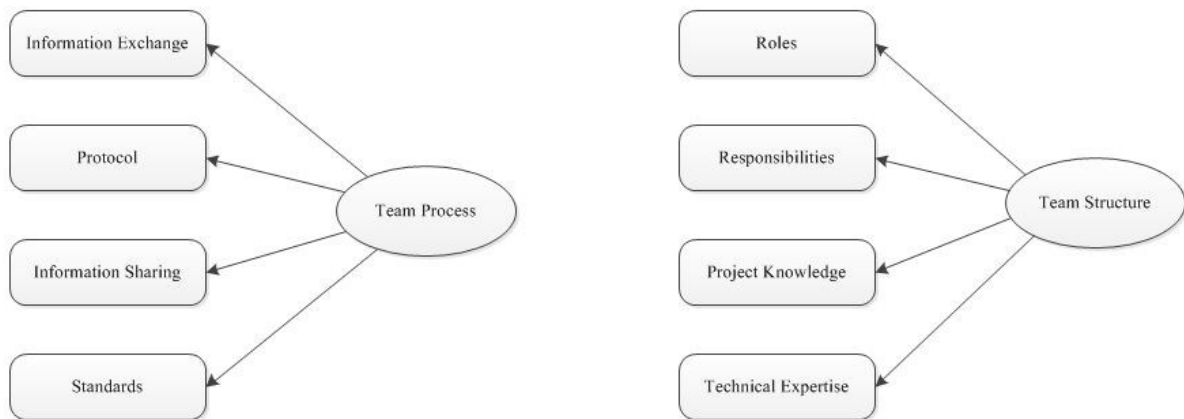 Information Exchange
Protocol
Team Process
Information Sharing
Standards
Roles
Responsibilities
Team Structure
Project Knowledge
Technical Expertise